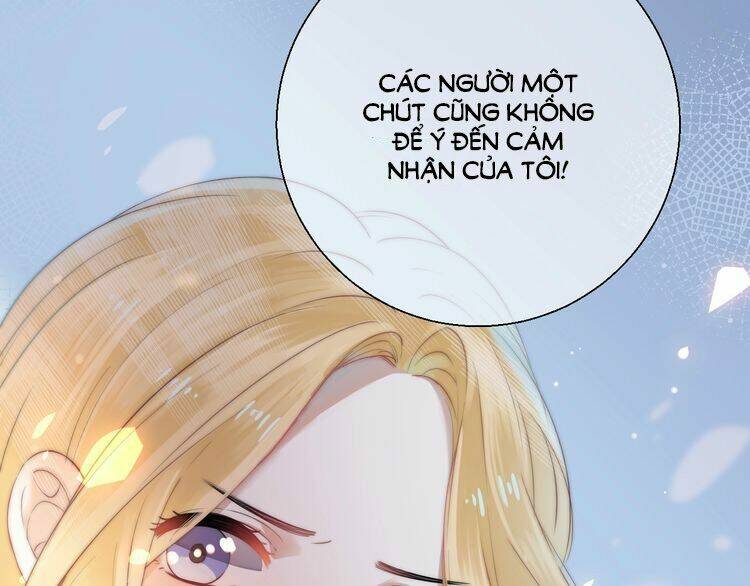 CÁC NGƯỜI MỘT
CHÚT CŨNG KHÔNG
ĐỂ Ý ĐẾN CẢM
NHẬN CỦA TÔI!